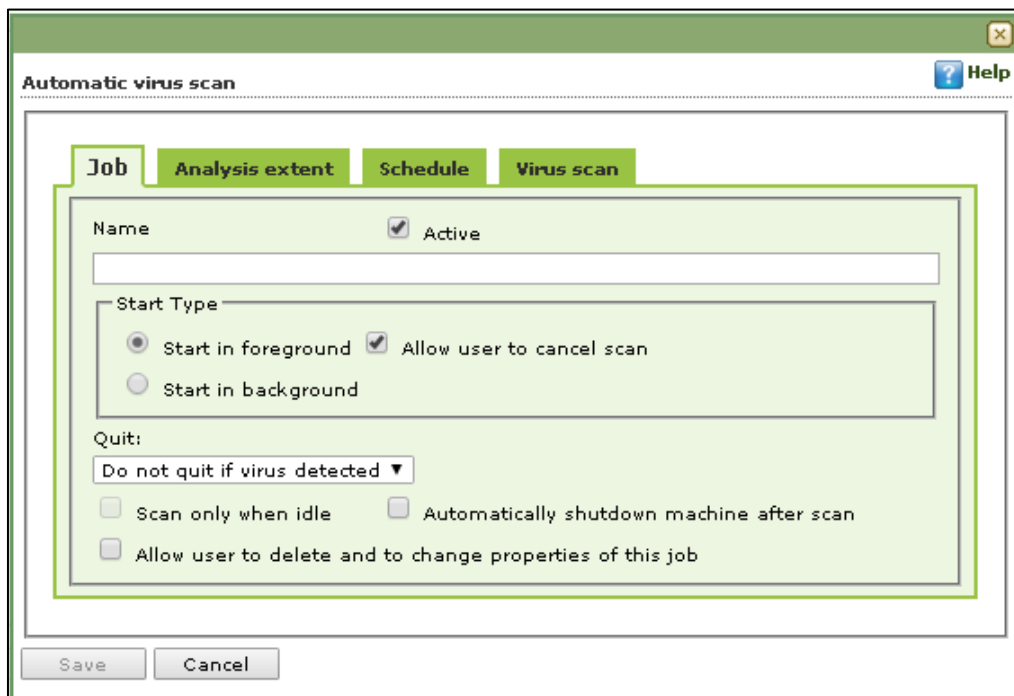 Automatic virus scan
? Help
Job Analysis extent Schedule Virus scan
Name Active
Start Type
Start in foreground Allow user to cancel scan
Start in background
Quit:
Do not quit if virus detected
Scan only when idle Automatically shutdown machine after scan
Allow user to delete and to change properties of this job
Save Cancel